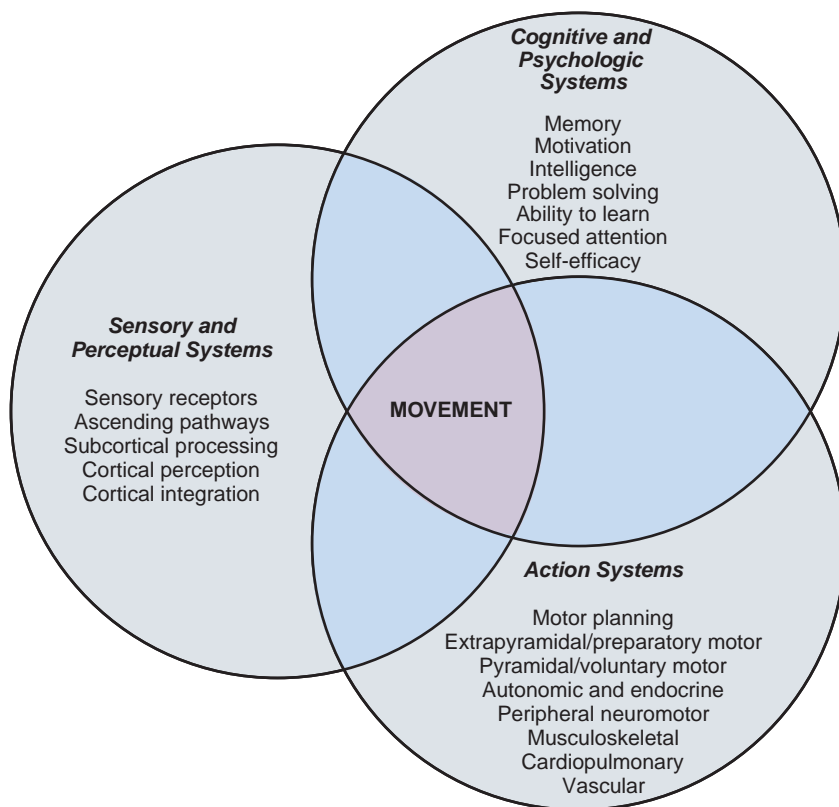 Cognitive and
Psychologic
Systems
Memory
Motivation
Intelligence
Problem solving
Ability to learn
Focused attention
Self-efficacy
Sensory and
Perceptual Systems
Sensory receptors
Ascending pathways
Subcortical processing
Cortical perception
Cortical integration
MOVEMENT
Action Systems
Motor planning
Extrapyramidal/preparatory motor
Pyramidal/voluntary motor
Autonomic and endocrine
Peripheral neuromotor
Musculoskeletal
Cardiopulmonary
Vascular